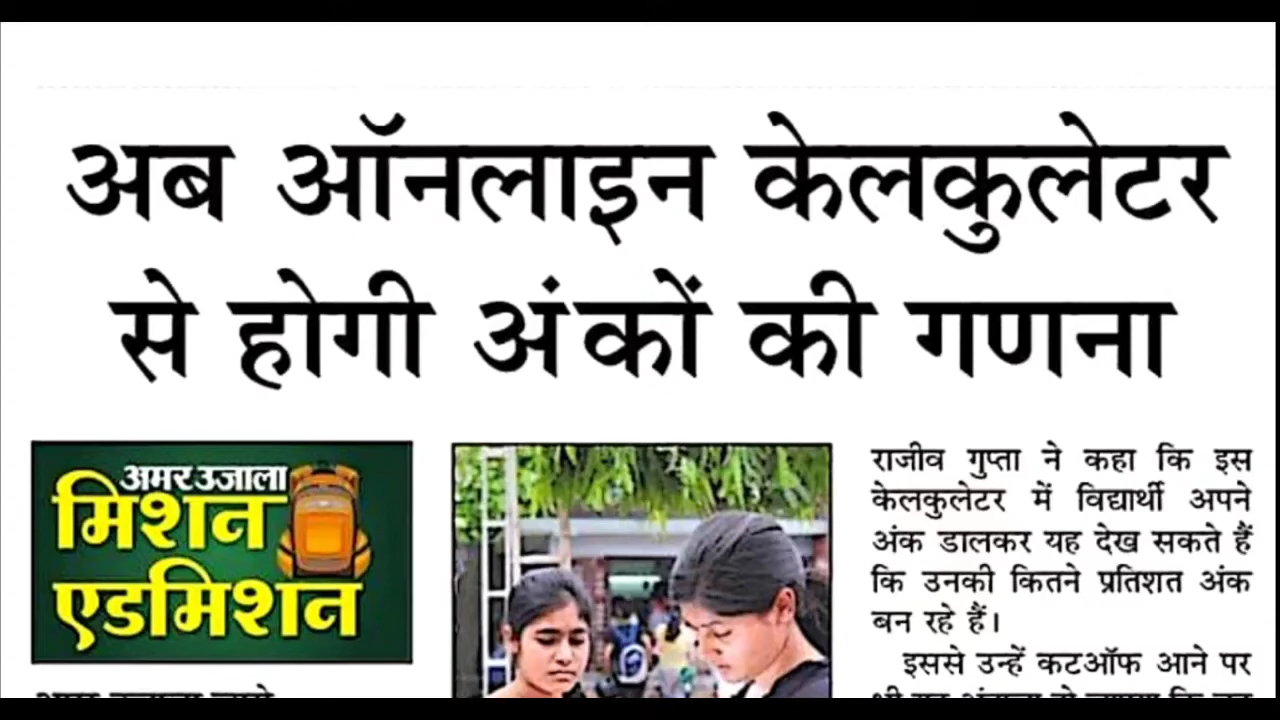 अब ऑनलाइन केलकुलेटर
से होगी अंकों की गणना
अमर उजाला
मिशन
एडमिशन
राजीव गुप्ता ने कहा कि इस
केलकुलेटर में विद्यार्थी अपने
अंक डालकर यह देख सकते हैं
कि उनकी कितने प्रतिशत अंक
बन रहे हैं।
इससे उन्हें कटऑफ आने पर